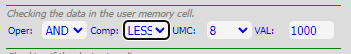 Checking the data in the user memory cell.
Oper: AND Comp: LESS UMC: 8 VAL: 1000